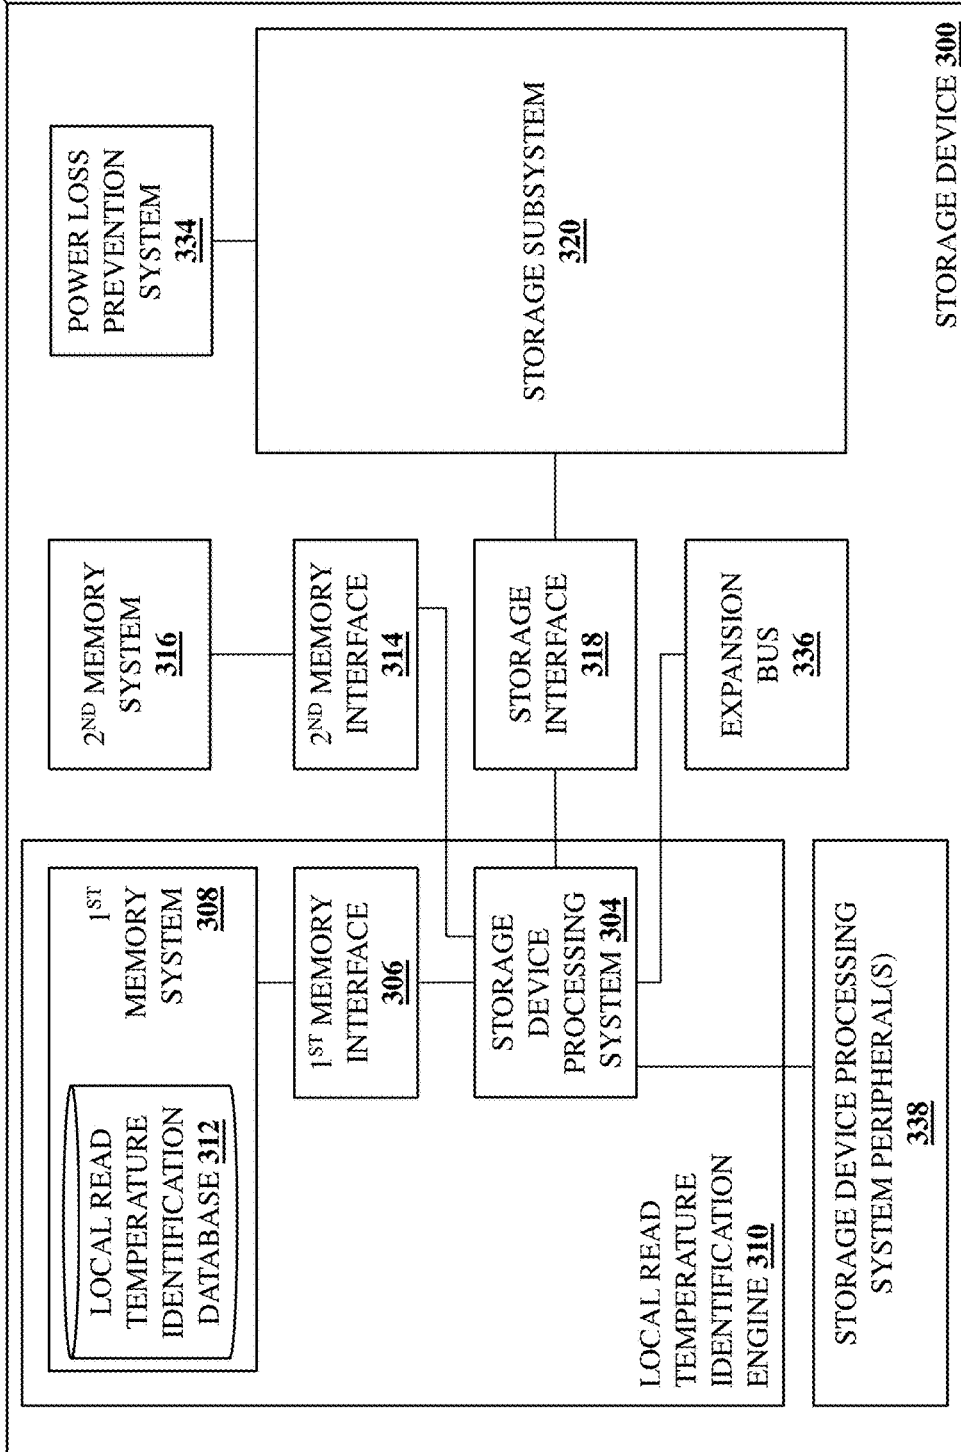 LOCAL READ
TEMPERATURE
IDENTIFICATION
DATABASE 312
1ST
MEMORY
SYSTEM
308
1ST MEMORY
INTERFACE
306
STORAGE
DEVICE
PROCESSING
SYSTEM 304
LOCAL READ
TEMPERATURE
IDENTIFICATION
ENGINE 310
STORAGE DEVICE PROCESSING
SYSTEM PERIPHERAL(S)
338
2ND MEMORY
SYSTEM
316
2ND MEMORY
INTERFACE
314
STORAGE
INTERFACE
318
EXPANSION
BUS
336
POWER LOSS
PREVENTION
SYSTEM
334
STORAGE SUBSYSTEM
320
STORAGE DEVICE 300